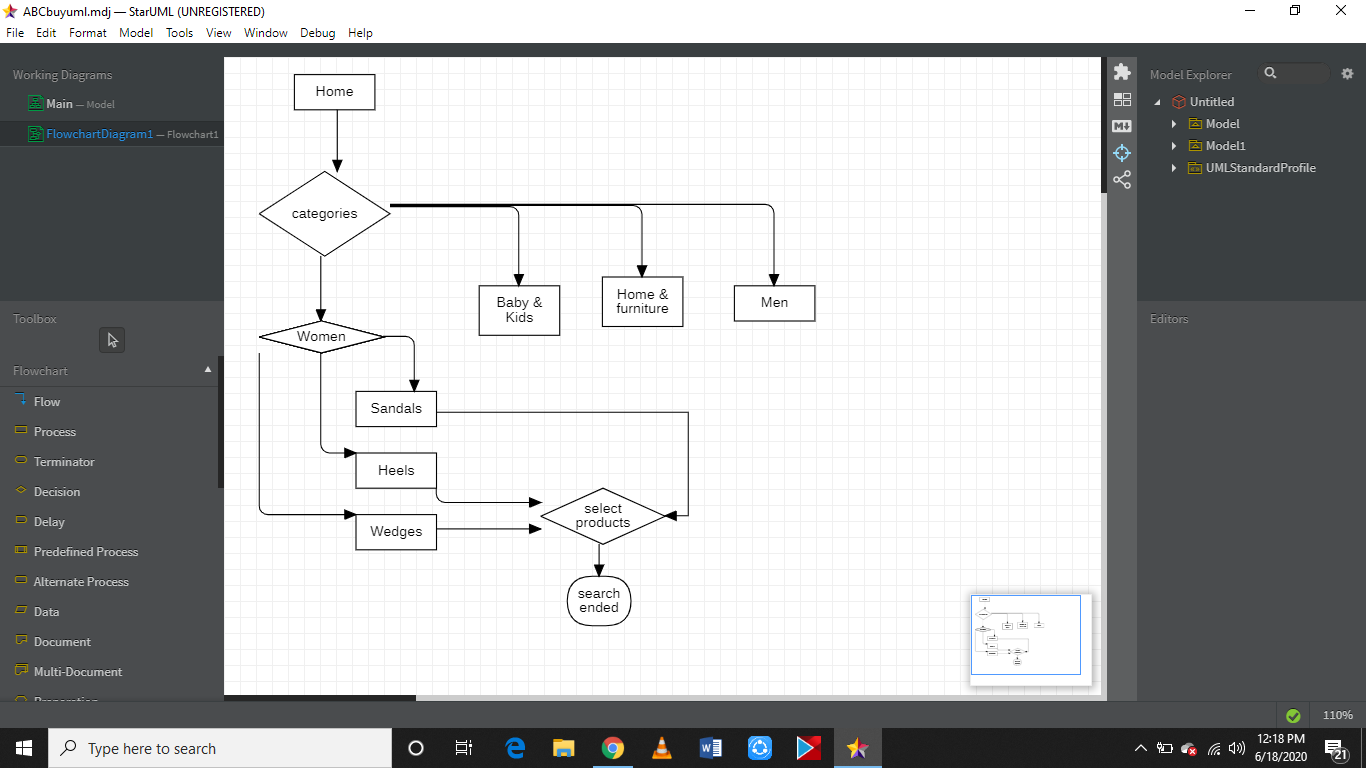 ABCbuyuml.mdj — StarUML (UNREGISTERED)
File Edit Format Model Tools View Window Debug Help
Working Diagrams
Main — Model
FlowchartDiagram1 — Flowchart1
Toolbox
Flowchart
Flow
Process
Terminator
Decision
Delay
Predefined Process
Alternate Process
Data
Document
Multi-Document
Preparation
Home
categories
Baby &
Kids
Home &
furniture
Men
Women
Sandals
Heels
Wedges
select
products
search
ended
Model Explorer
Untitled
Model
Model1
UMLStandardProfile
Editors
110%
Type here to search
12:18 PM
6/18/2020
21